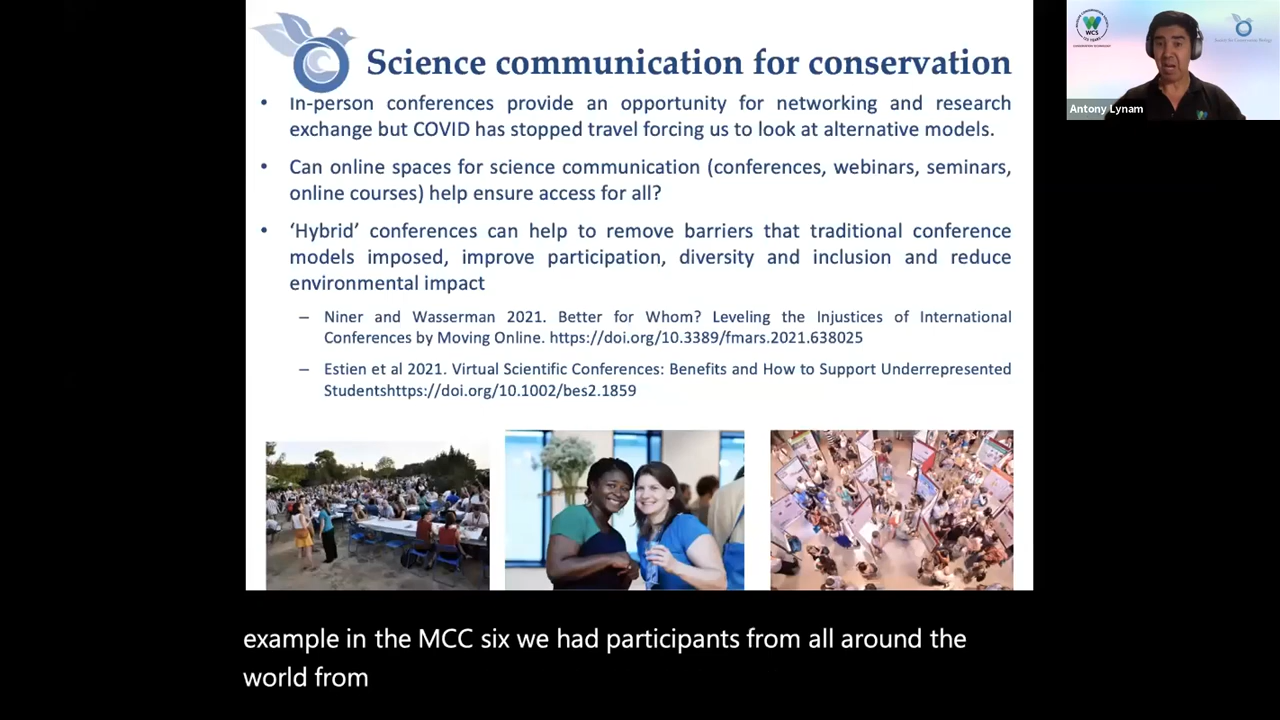 Science communication for conservation
• In-person conferences provide an opportunity for networking and research
exchange but COVID has stopped travel forcing us to look at alternative models.
• Can online spaces for science communication (conferences, webinars, seminars,
online courses) help ensure access for all?
• ‘Hybrid’ conferences can help to remove barriers that traditional conference
models imposed, improve participation, diversity and inclusion and reduce
environmental impact
– Niner and Wasserman 2021. Better for Whom? Leveling the Injustices of International
Conferences by Moving Online. https://doi.org/10.3389/fmars.2021.638025
– Estien et al 2021. Virtual Scientific Conferences: Benefits and How to Support Underrepresented
Studentshttps://doi.org/10.1002/bes2.1859
WCS
Society for Conservation Biology
Antony Lynam
example in the MCC six we had participants from all around the
world from